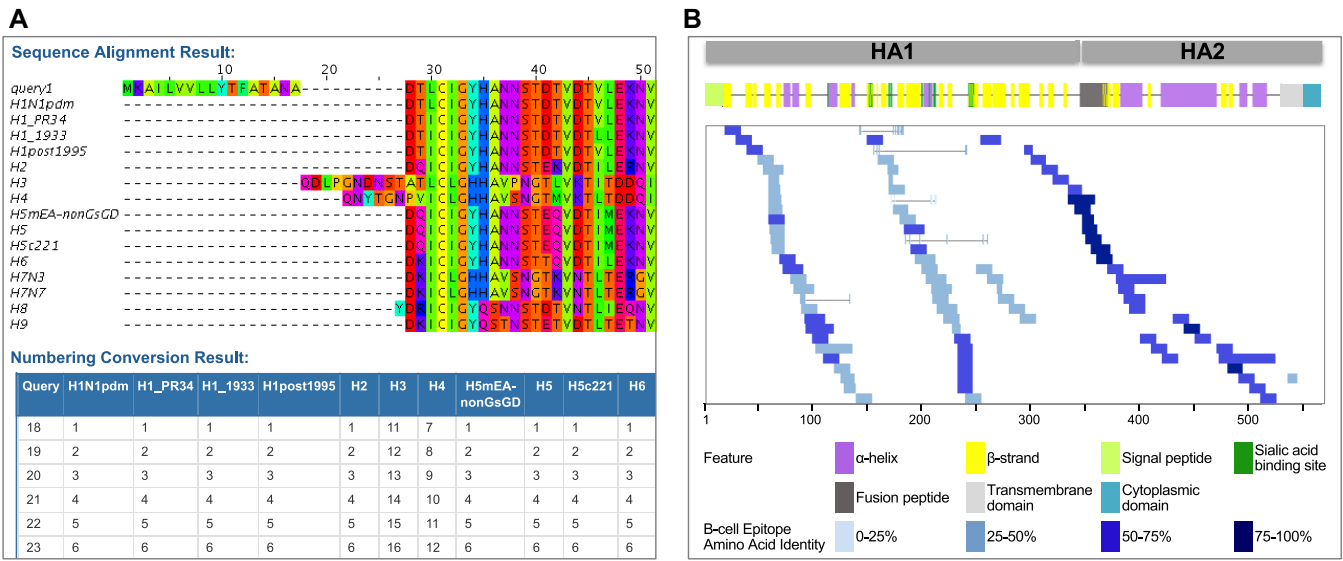 A
Sequence Alignment Result:
10 20 30 40 50
query1 MKAILVVLLYTFATANA----------DTLCIGYHANNSTDTVDTVLEKNV
H1N1pdm ---------------------------DTLCIGYHANNSTDTVDTVLEKNV
H1_PR34 ---------------------------DTICIGYHANNSTDTVDTVLEKNV
H1_1933 ---------------------------DTICIGYHANNSTDTVDTLLEKNV
H1post1995 ---------------------------DTICIGYHANNSTDTVDTVLEKNV
H2 ---------------------------DQICIGYHANNSTEKVDTILERNV
H3 -----------------QDLPGNDNSTATLCLGHHAVPNGTLVKTITDDQI
H4 ---------------------QNYTGNPVICLGHHAVSNGTMVKTLTDDQI
H5mEA-nonGsGD ---------------------------DQICIGYHANNSTEQVDTIMEKNV
H5 ---------------------------DQICIGYHANNSTEQVDTIMEKNV
H5c221 ---------------------------DQICIGYHANNSTEQVDTIMEKNV
H6 ---------------------------DKICIGYHANNSTTQVDTILEKNV
H7N3 ---------------------------DKICLGHHAVSNGTKVNTLTERGV
H7N7 ---------------------------DKICLGHHAVSNGTKVNTLTERGV
H8 --------------------------YDRICIGYQSNNSTDTVNTLIEQNV
H9 ---------------------------DKICIGYQSTNSTETVDTLTETNV
Numbering Conversion Result:
Query H1N1pdm H1_PR34 H1_1933 H1post1995 H2 H3 H4 H5mEA-nonGsGD H5 H5c221 H6
18 1 1 1 1 1 11 7 1 1 1 1
19 2 2 2 2 2 12 8 2 2 2 2
20 3 3 3 3 3 13 9 3 3 3 3
21 4 4 4 4 4 14 10 4 4 4 4
22 5 5 5 5 5 15 11 5 5 5 5
23 6 6 6 6 6 16 12 6 6 6 6
B
HA1 HA2
1 100 200 300 400 500
Feature α-helix β-strand Signal peptide Sialic acid binding site
Fusion peptide Transmembrane domain Cytoplasmic domain
B-cell Epitope Amino Acid Identity 0-25% 25-50% 50-75% 75-100%